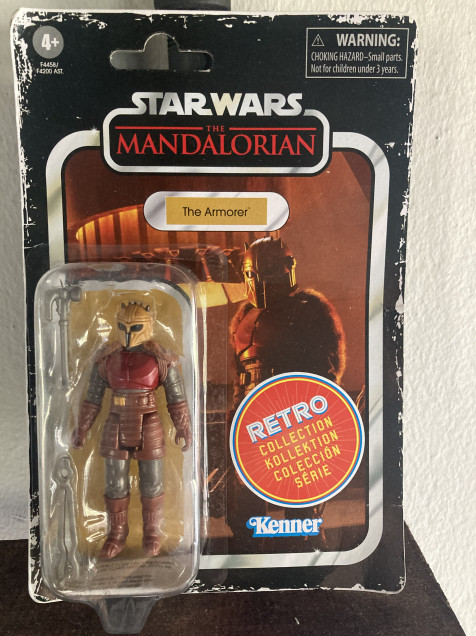 4+
F4458/
F4200 AST.
⚠ WARNING:
CHOKING HAZARD–Small parts.
Not for children under 3 years.
STAR WARS
THE
MANDALORIAN
The Armorer
RETRO
COLLECTION
KOLLEKTION
COLECCIÓN
SÉRIE
Kenner